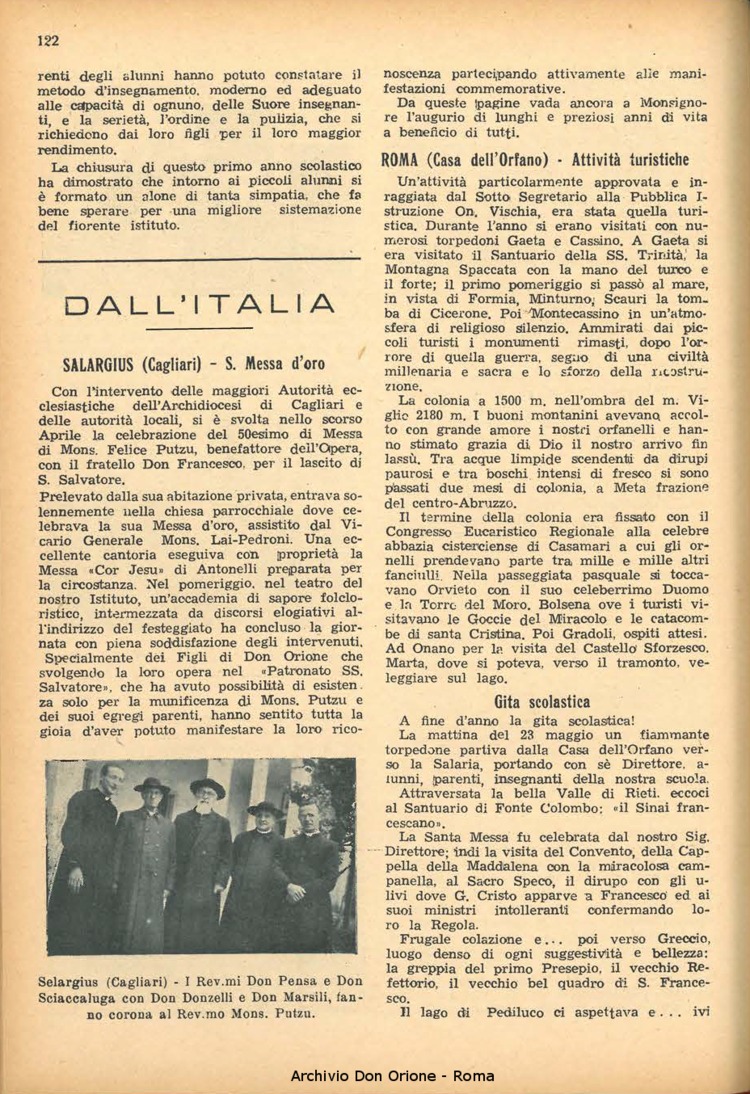 122
renti degli alunni hanno potuto constatare il
metodo d'insegnamento, moderno ed adeguato
alle capacità di ognuno, delle Suore insegnan-
ti, e la serietà, l'ordine e la pulizia, che si
richiedono dai loro figli per il loro maggior
rendimento.
La chiusura di questo primo anno scolastico
ha dimostrato che intorno ai piccoli alunni si
è formato un alone di tanta simpatia, che fa
bene sperare per una migliore sistemazione
del fiorente istituto.
DALL'ITALIA
SALARGIUS (Cagliari) - S. Messa d'oro
Con l'intervento delle maggiori Autorità ec-
clesiastiche dell'Archidiocesi di Cagliari e
delle autorità locali, si è svolta nello scorso
Aprile la celebrazione del 50esimo di Messa
di Mons. Felice Putzu, benefattore dell'Opera,
con il fratello Don Francesco, per il lascito di
S. Salvatore.
Prelevato dalla sua abitazione privata, entrava so-
lennemente nella chiesa parrocchiale dove ce-
lebrava la sua Messa d'oro, assistito dal Vi-
cario Generale Mons. Lai-Pedroni. Una ec-
cellente cantoria eseguiva con proprietà la
Messa «Cor Jesu» di Antonelli preparata per
la circostanza. Nel pomeriggio, nel teatro del
nostro Istituto, un'accademia di sapore folclo-
ristico, intermezzata da discorsi elogiativi al-
l'indirizzo del festeggiato ha concluso la gior-
nata con piena soddisfazione degli intervenuti.
Specialmente dei Figli di Don Orione che
svolgendo la loro opera nel «Patronato SS.
Salvatore», che ha avuto possibilità di esisten.
za solo per la munificenza di Mons. Putzu e
dei suoi egregi parenti, hanno sentito tutta la
gioia d'aver potuto manifestare la loro rico-
Selargius (Cagliari) - I Rev.mi Don Pensa e Don
Sciaccaluga con Don Donzelli e Don Marsili, fan-
no corona al Rev.mo Mons. Putzu.
noscenza partecipando attivamente alle mani-
festazioni commemorative.
Da queste pagine vada ancora a Monsigno-
re l'augurio di lunghi e preziosi anni di vita
a beneficio di tutti.
ROMA (Casa dell'Orfano) - Attività turistiche
Un'attività particolarmente approvata e in-
raggiata dal Sotto Segretario alla Pubblica I-
struzione On. Vischia, era stata quella turi-
stica. Durante l'anno si erano visitati con nu-
merosi torpedoni Gaeta e Cassino. A Gaeta si
era visitato il Santuario della SS. Trinità, la
Montagna Spaccata con la mano del turco e
il forte; il primo pomeriggio si passò al mare,
in vista di Formia, Minturno, Scauri la tom-
ba di Cicerone. Poi Montecassino in un'atmo-
sfera di religioso silenzio. Ammirati dai pic-
coli turisti i monumenti rimasti, dopo l'or-
rore di quella guerra, segno di una civiltà
millenaria e sacra e lo sforzo della ricostru-
zione.
La colonia a 1500 m. nell'ombra del m. Vi-
glio 2180 m. I buoni montanini avevano accol-
to con grande amore i nostri orfanelli e han-
no stimato grazia di Dio il nostro arrivo fin
lassù. Tra acque limpide scendenti da dirupi
paurosi e tra boschi intensi di fresco si sono
passati due mesi di colonia, a Meta frazione
del centro-Abruzzo.
Il termine della colonia era fissato con il
Congresso Eucaristico Regionale alla celebre
abbazia cisterciense di Casamari a cui gli or-
nelli prendevano parte tra mille e mille altri
fanciulli. Nella passeggiata pasquale si tocca-
vano Orvieto con il suo celeberrimo Duomo
e la Torre del Moro. Bolsena ove i turisti vi-
sitavano le Goccie del Miracolo e le catacom-
be di santa Cristina. Poi Gradoli, ospiti attesi.
Ad Onano per la visita del Castello Sforzesco.
Marta, dove si poteva, verso il tramonto, ve-
leggiare sul lago.
Gita scolastica
A fine d'anno la gita scolastica!
La mattina del 23 maggio un fiammante
torpedone partiva dalla Casa dell'Orfano ver-
so la Salaria, portando con sè Direttore, a-
lunni, parenti, insegnanti della nostra scuola.
Attraversata la bella Valle di Rieti, eccoci
al Santuario di Fonte Colombo: «il Sinai fran-
cescano».
La Santa Messa fu celebrata dal nostro Sig.
Direttore; indi la visita del Convento, della Cap-
pella della Maddalena con la miracolosa cam-
panella, al Sacro Speco, il dirupo con gli u-
livi dove G. Cristo apparve a Francesco ed ai
suoi ministri intolleranti confermando lo-
ro la Regola.
Frugale colazione e... poi verso Greccio,
luogo denso di ogni suggestività e bellezza:
la greppia del primo Presepio, il vecchio Re-
fettorio, il vecchio bel quadro di S. France-
sco.
Il lago di Pediluco ci aspettava e... ivi
Archivio Don Orione - Roma